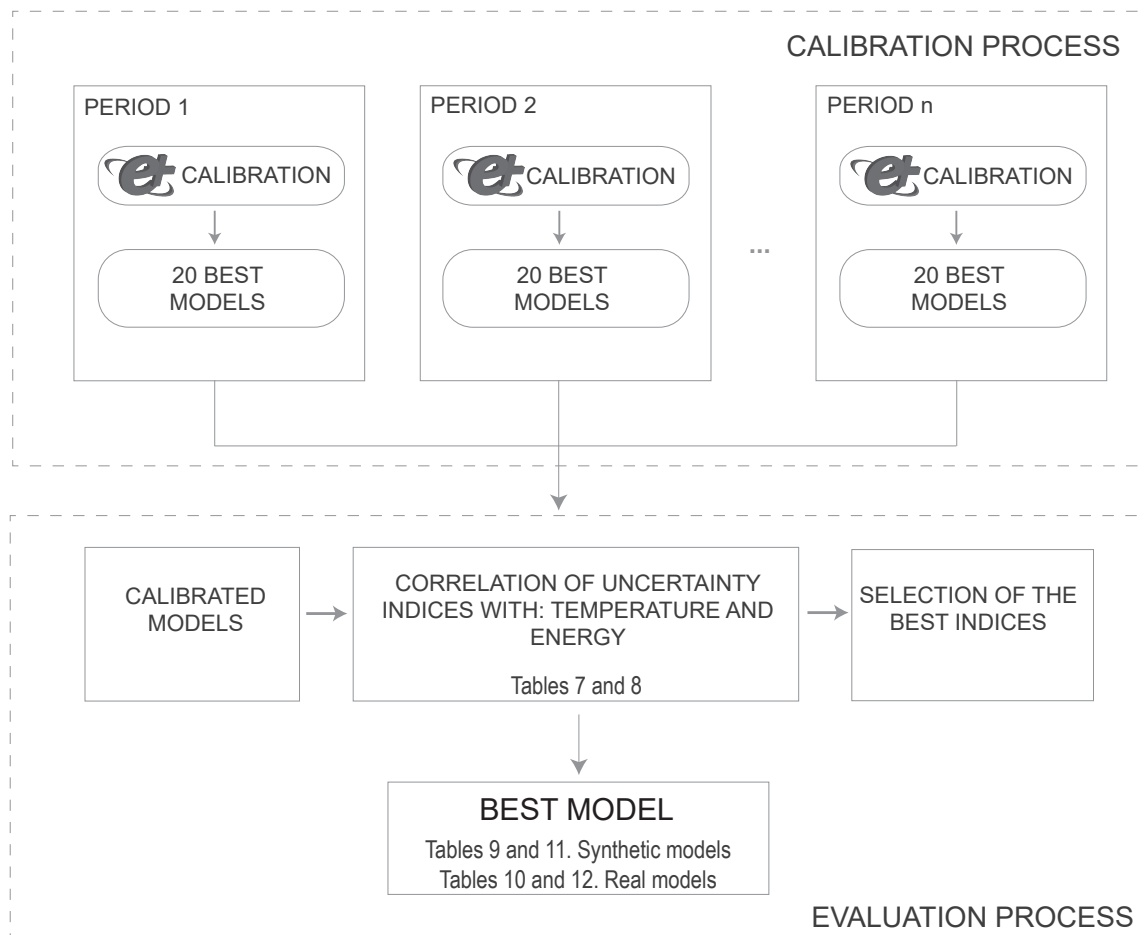 CALIBRATION PROCESS
PERIOD 1
e+ CALIBRATION
20 BEST
MODELS
PERIOD 2
e+ CALIBRATION
20 BEST
MODELS
...
PERIOD n
e+ CALIBRATION
20 BEST
MODELS
CALIBRATED
MODELS
CORRELATION OF UNCERTAINTY
INDICES WITH: TEMPERATURE AND
ENERGY
Tables 7 and 8
SELECTION OF THE
BEST INDICES
BEST MODEL
Tables 9 and 11. Synthetic models
Tables 10 and 12. Real models
EVALUATION PROCESS